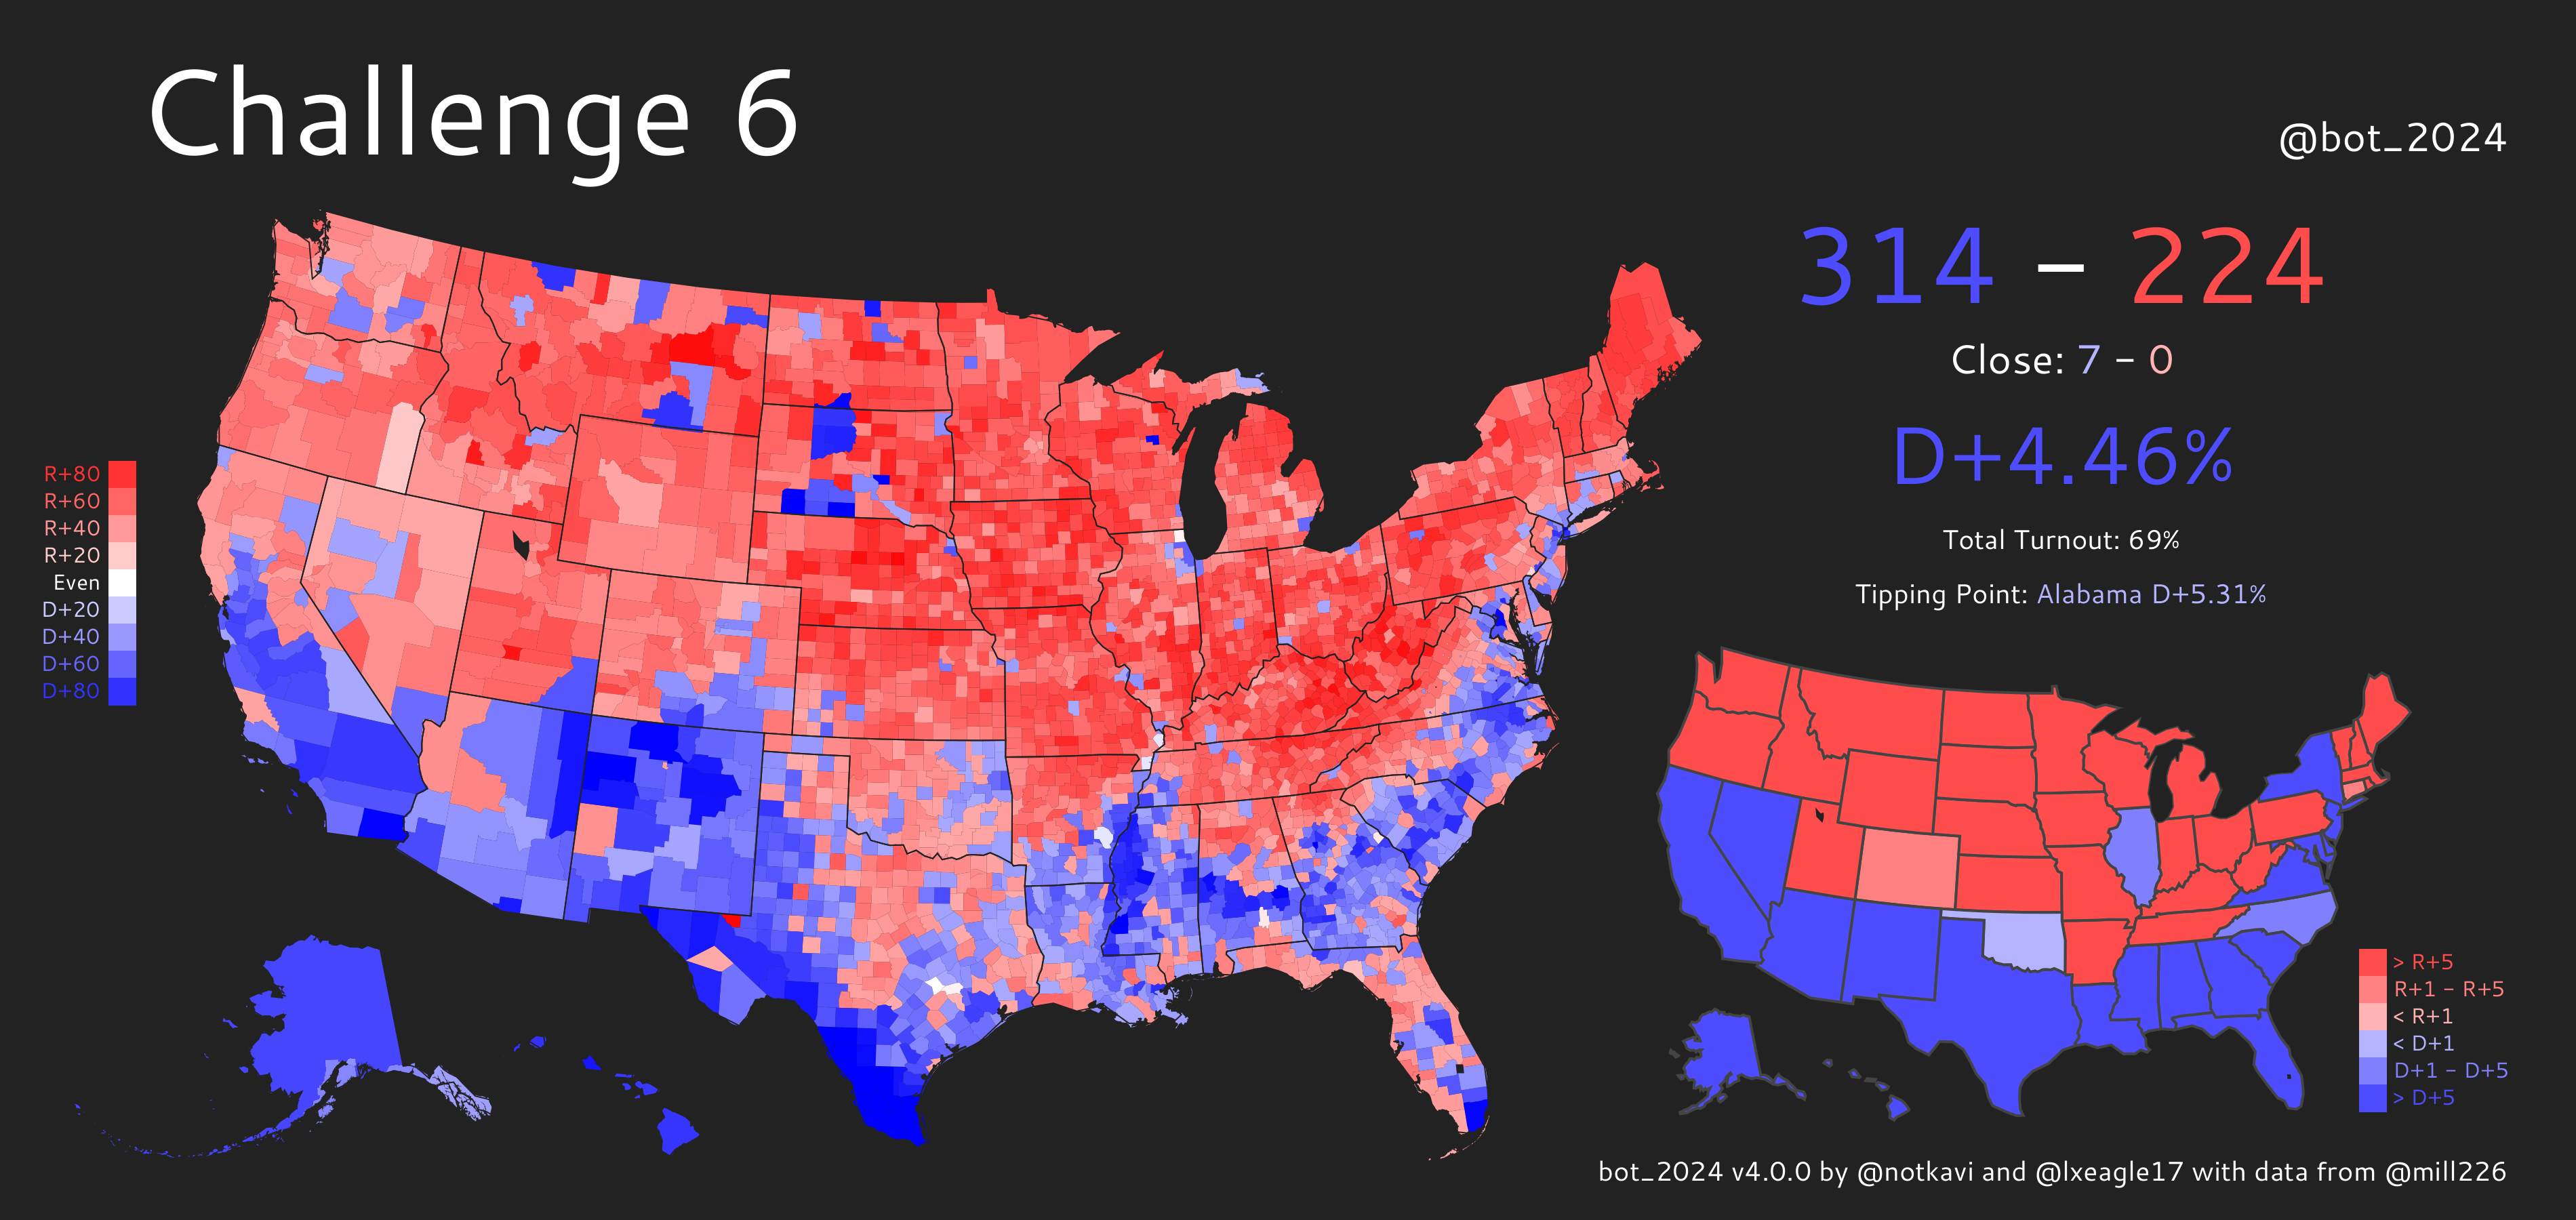 Challenge 6
@bot_2024
314 – 224
Close: 7 – 0
D+4.46%
Total Turnout: 69%
Tipping Point: Alabama D+5.31%
R+80
R+60
R+40
R+20
Even
D+20
D+40
D+60
D+80
> R+5
R+1 – R+5
< R+1
< D+1
D+1 – D+5
> D+5
bot_2024 v4.0.0 by @notkavi and @lxeagle17 with data from @mill226